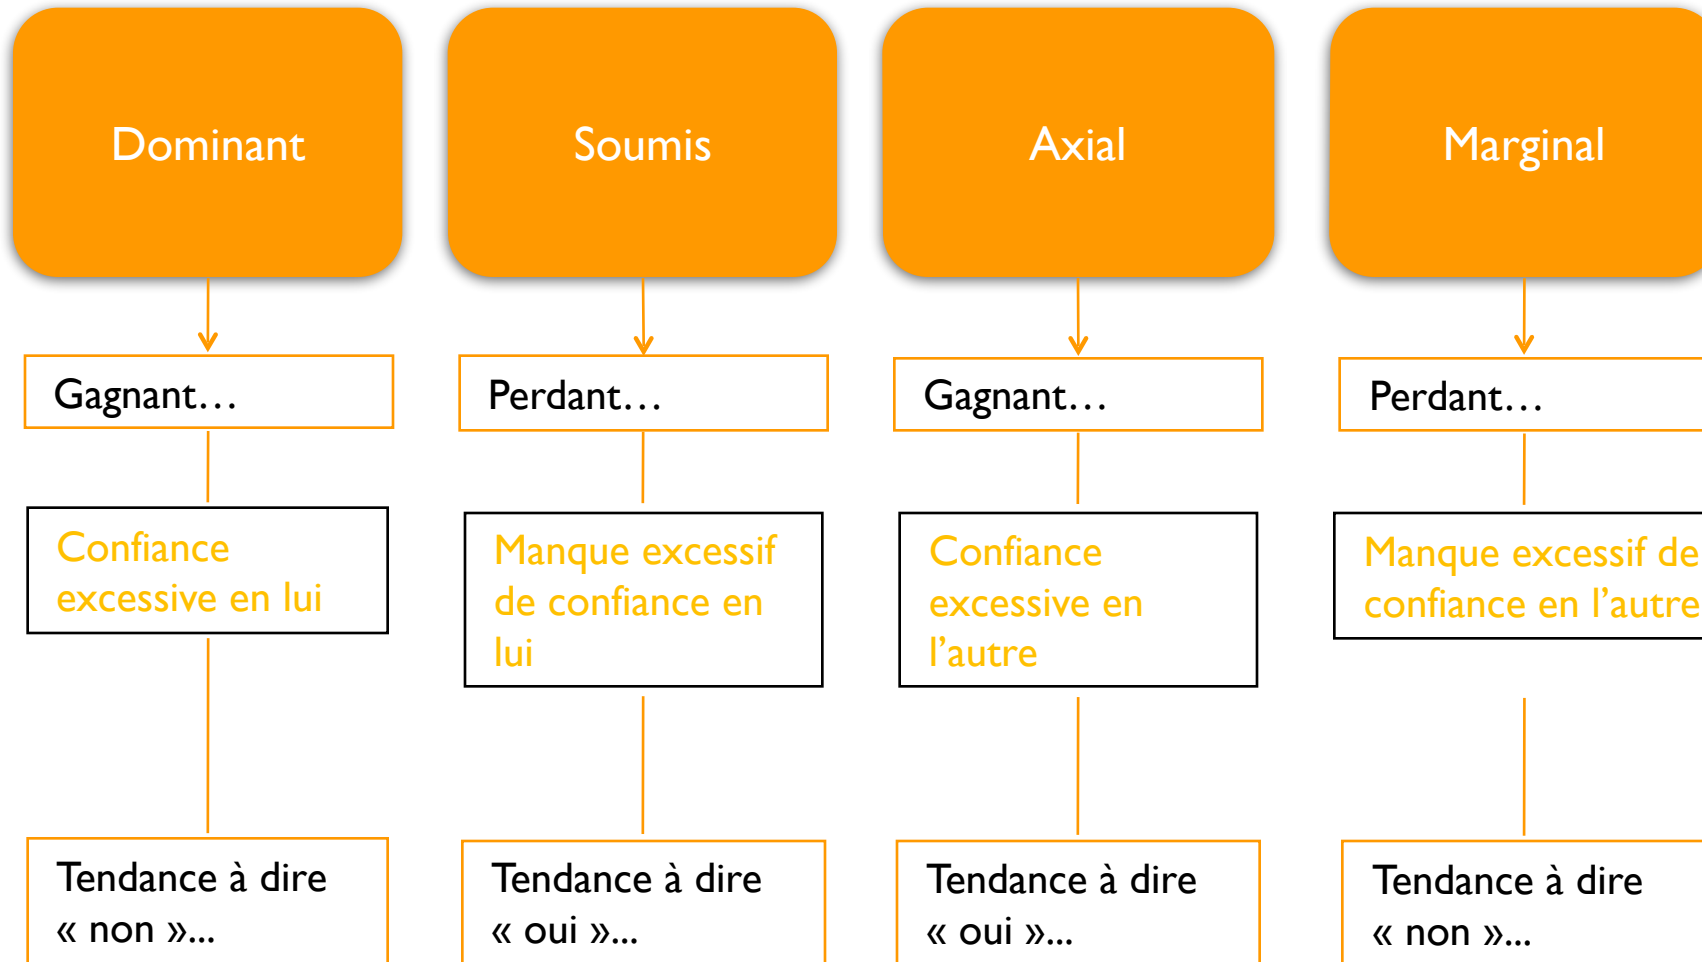 Dominant
Soumis
Axial
Marginal
Gagnant…
Perdant…
Gagnant…
Perdant…
Confiance
excessive en lui
Manque excessif
de confiance en
lui
Confiance
excessive en
l’autre
Manque excessif de
confiance en l’autre
Tendance à dire
« non »...
Tendance à dire
« oui »...
Tendance à dire
« oui »...
Tendance à dire
« non »...